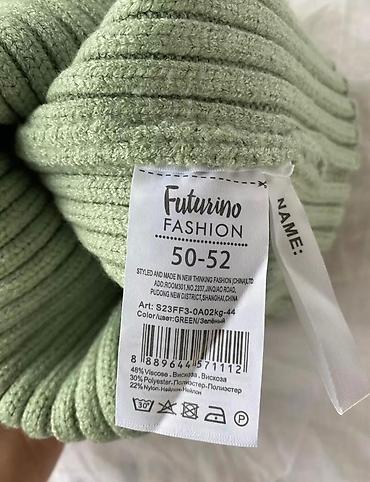 Futurino
FASHION
50-52
STYLED AND MADE IN NEW THINKING FASHION (CHINA)LTD
ADD:ROOM301,NO.2337,JINQIAO ROAD,
PUDONG NEW DISTRICT,SHANGHAI,CHINA
Art: S23FF3-0A02kg-44
Color/цвет:GREEN/Зелёный
8 889644 571112
48% Viscose . Вискоза . Вискоза
30% Polyester.Полиэстер-Полиэстер
22%Nylon-Нейлон-Нейлон
30°
P
NAME: